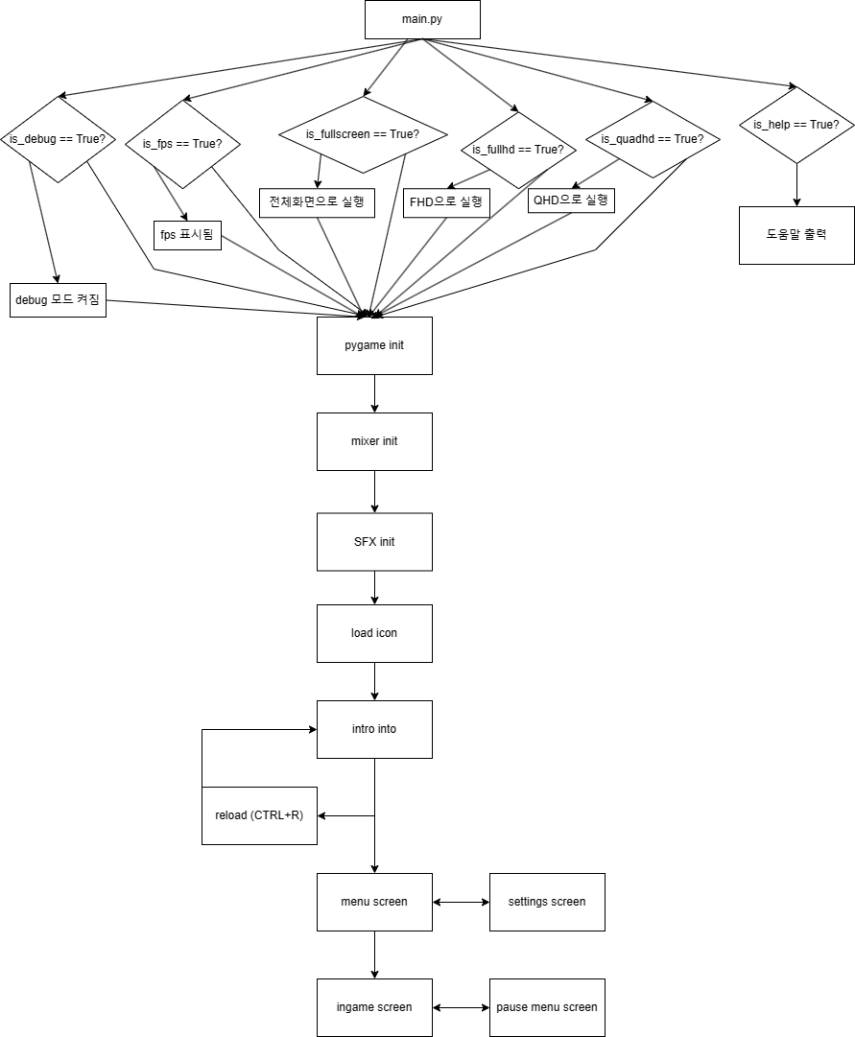 main.py
is_debug == True?
is_fps == True?
is_fullscreen == True?
is_fullhd == True?
is_quadhd == True?
is_help == True?
전체화면으로 실행
FHD으로 실행
QHD으로 실행
fps 표시됨
도움말 출력
debug 모드 켜짐
pygame init
mixer init
SFX init
load icon
intro into
reload (CTRL+R)
menu screen
settings screen
ingame screen
pause menu screen